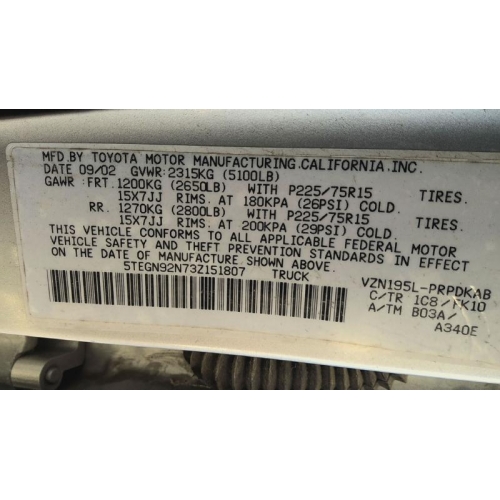 MFD.BY TOYOTA MOTOR MANUFACTURING,CALIFORNIA,INC.
DATE 09/02 GVWR:2315KG (5100LB)
GAWR: FRT. 1200KG (2650LB) WITH P225/75R15 TIRES.
15X7JJ RIMS. AT 180KPA (26PSI) COLD.
RR. 1270KG (2800LB) WITH P225/75R15 TIRES.
15X7JJ RIMS. AT 200KPA (29PSI) COLD.
THIS VEHICLE CONFORMS TO ALL APPLICABLE FEDERAL MOTOR
VEHICLE SAFETY AND THEFT PREVENTION STANDARDS IN EFFECT
ON THE DATE OF MANUFACTURE SHOWN ABOVE.
5TEGN92N73Z151807 TRUCK
VZN195L-PRPDKAB
C/TR 1C8/FK10
A/TM B03A/
A340E